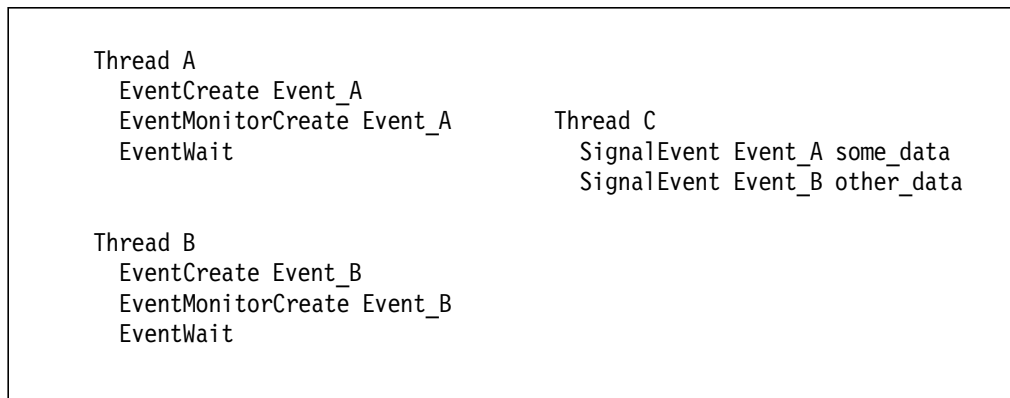 Thread A
EventCreate Event_A
EventMonitorCreate Event_A
EventWait
Thread C
SignalEvent Event_A some_data
SignalEvent Event_B other_data
Thread B
EventCreate Event_B
EventMonitorCreate Event_B
EventWait